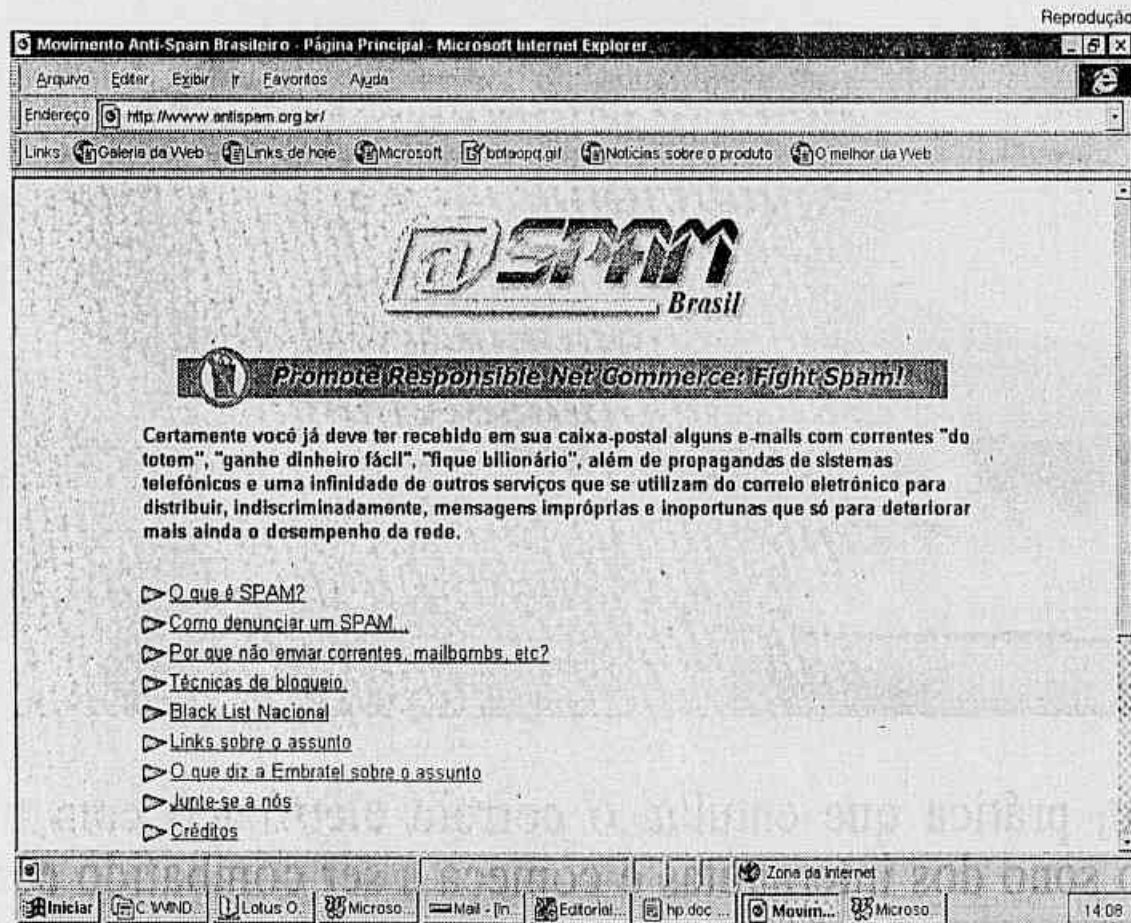 Reprodução
Movimento Anti-Spam Brasileiro - Página Principal - Microsoft Internet Explorer
Arquivo Editar Exibir Ir Favoritos Ajuda
Endereço http://www.antispam.org.br/
Links Galeria da Web Links de hoje Microsoft botaopq.gif Notícias sobre o produto O melhor da Web
@SPAM
Brasil
Promote Responsible Net Commerce: Fight Spam!
Certamente você já deve ter recebido em sua caixa-postal alguns e-mails com correntes "do
totem", "ganhe dinheiro fácil", "fique bilionário", além de propagandas de sistemas
telefônicos e uma infinidade de outros serviços que se utilizam do correio eletrônico para
distribuir, indiscriminadamente, mensagens impróprias e inoportunas que só para deteriorar
mais ainda o desempenho da rede.
O que é SPAM?
Como denunciar um SPAM...
Por que não enviar correntes, mailbombs, etc?
Técnicas de bloqueio.
Black List Nacional
Links sobre o assunto
O que diz a Embratel sobre o assunto
Junte-se a nós
Créditos
Zona da Internet
Iniciar C:\WIND... Lotus O... Microso... Mail - [In... Editorial... hp.doc ... Movim... Microso... 14:08